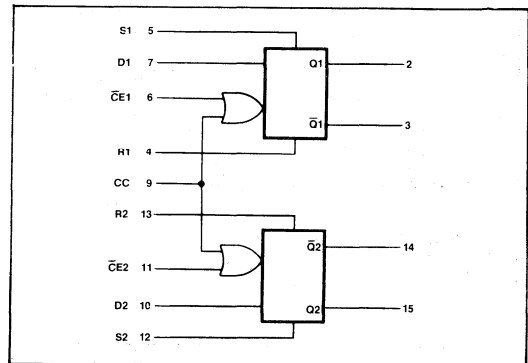 S1 5
D1 7
Q1 2
C̅E1 6
Q̅1 3
R1 4
CC 9
R2 13
Q̅2 14
C̅E2 11
D2 10
Q2 15
S2 12